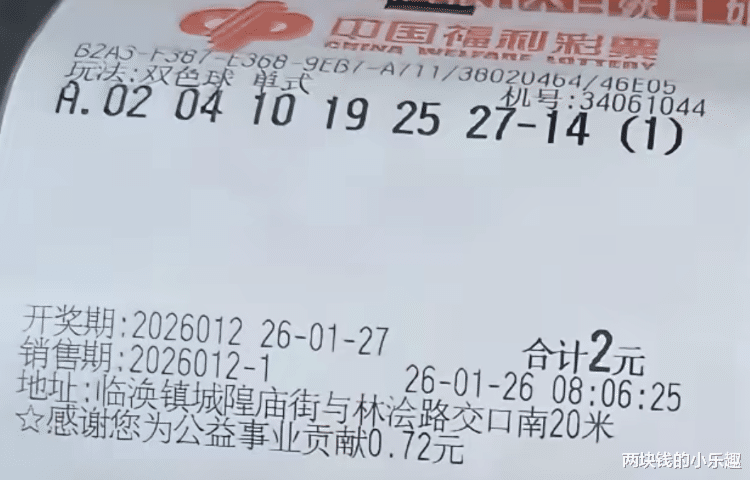 中国福利彩票
CHINA WELFARE LOTTERY
B2A3-F387-E368-9EB7-A711/38020464/46E05
玩法:双色球 单式 机号:34061044
A.02 04 10 19 25 27-14 (1)
开奖期:2026012 26-01-27 合计2元
销售期:2026012-1 26-01-26 08:06:25
地址:临涣镇城隍庙街与林浍路交口南20米
☆感谢您为公益事业贡献0.72元
两块钱的小乐趣